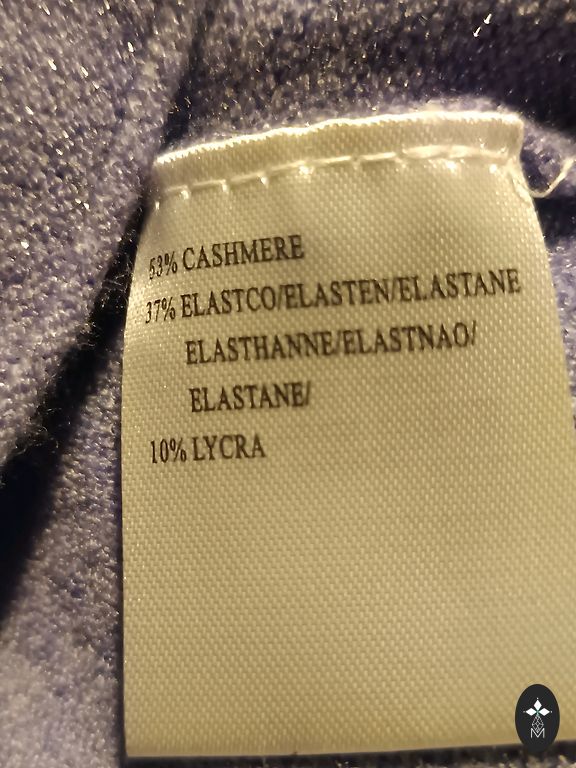 53% CASHMERE
37% ELASTCO/ELASTEN/ELASTANE
ELASTHANNE/ELASTNAO/
ELASTANE/
10% LYCRA
M